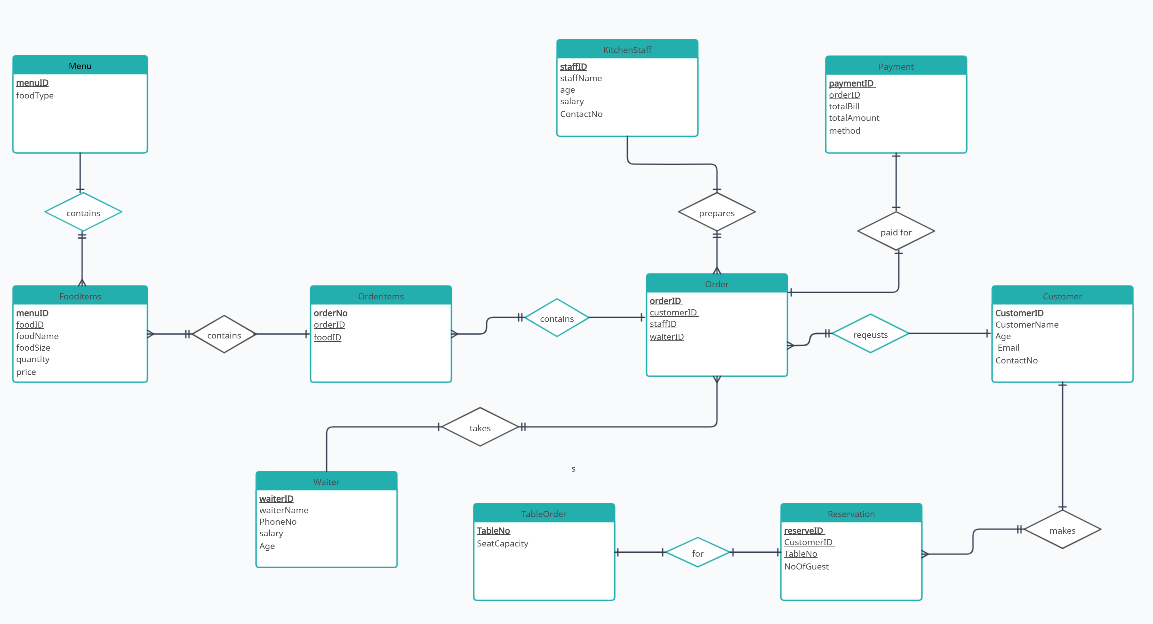 Menu
menuID
foodType
KitchenStaff
staffID
staffName
age
salary
ContactNo
Payment
paymentID
orderID
totalBill
totalAmount
method
contains
prepares
paid for
Fooditems
menuID
foodID
foodName
foodSize
quantity
price
contains
Orderitems
orderNo
orderID
foodID
contains
Order
orderID
customerID
staffID
waiterID
reqeusts
Customer
CustomerID
CustomerName
Age
Email
ContactNo
takes
s
Waiter
waiterID
waiterName
PhoneNo
salary
Age
TableOrder
TableNo
SeatCapacity
for
Reservation
reserveID
CustomerID
TableNo
NoOfGuest
makes